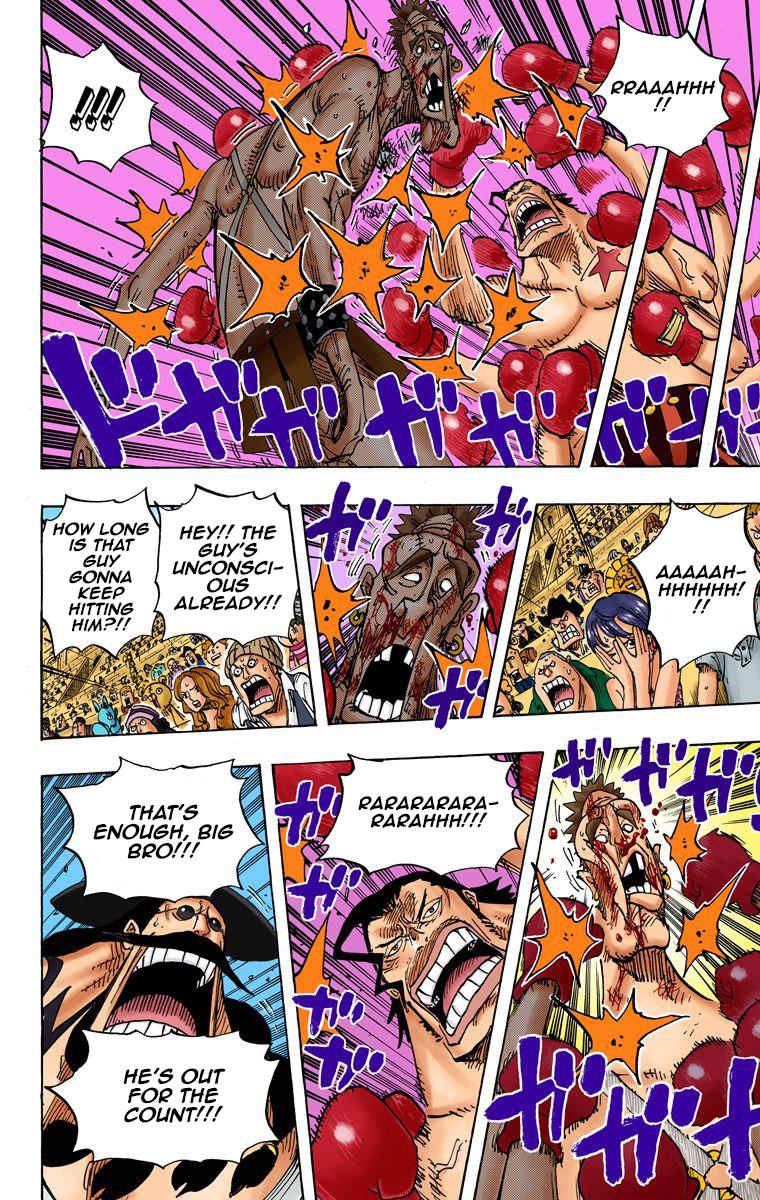 RRAAAHHH
!!
!!!!
ドガガガガガガガ
AAAAAH-
HHHHHH!
!!
ガ
ガ
ガ
HEY!! THE
GUY'S
UNCONSCI-
OUS
ALREADY!!
HOW LONG
IS THAT
GUY
GONNA
KEEP
HITTING
HIM?!!
ガガガガ
ガガガ
RARARARARA-
RARAHHH!!!
ガ
ガ
ガ
ガ
THAT'S
ENOUGH, BIG
BRO!!!
HE'S OUT
FOR THE
COUNT!!!